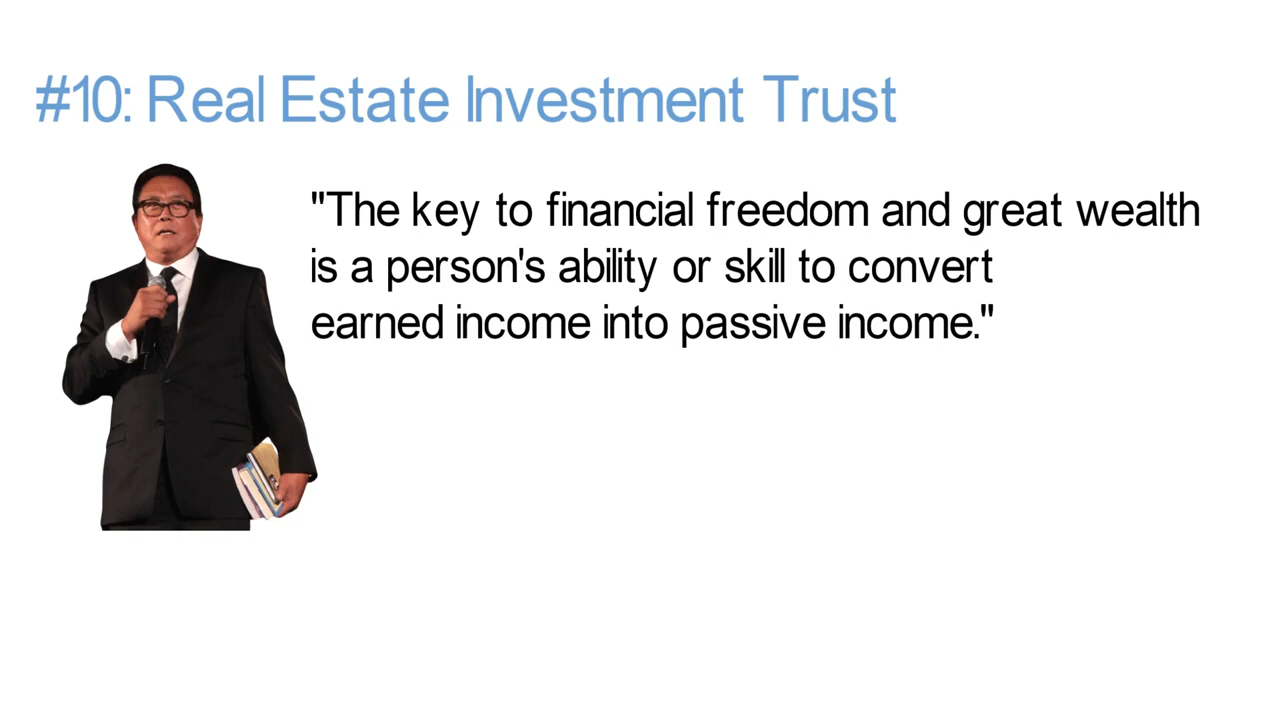 #10: Real Estate Investment Trust
"The key to financial freedom and great wealth
is a person's ability or skill to convert
earned income into passive income."